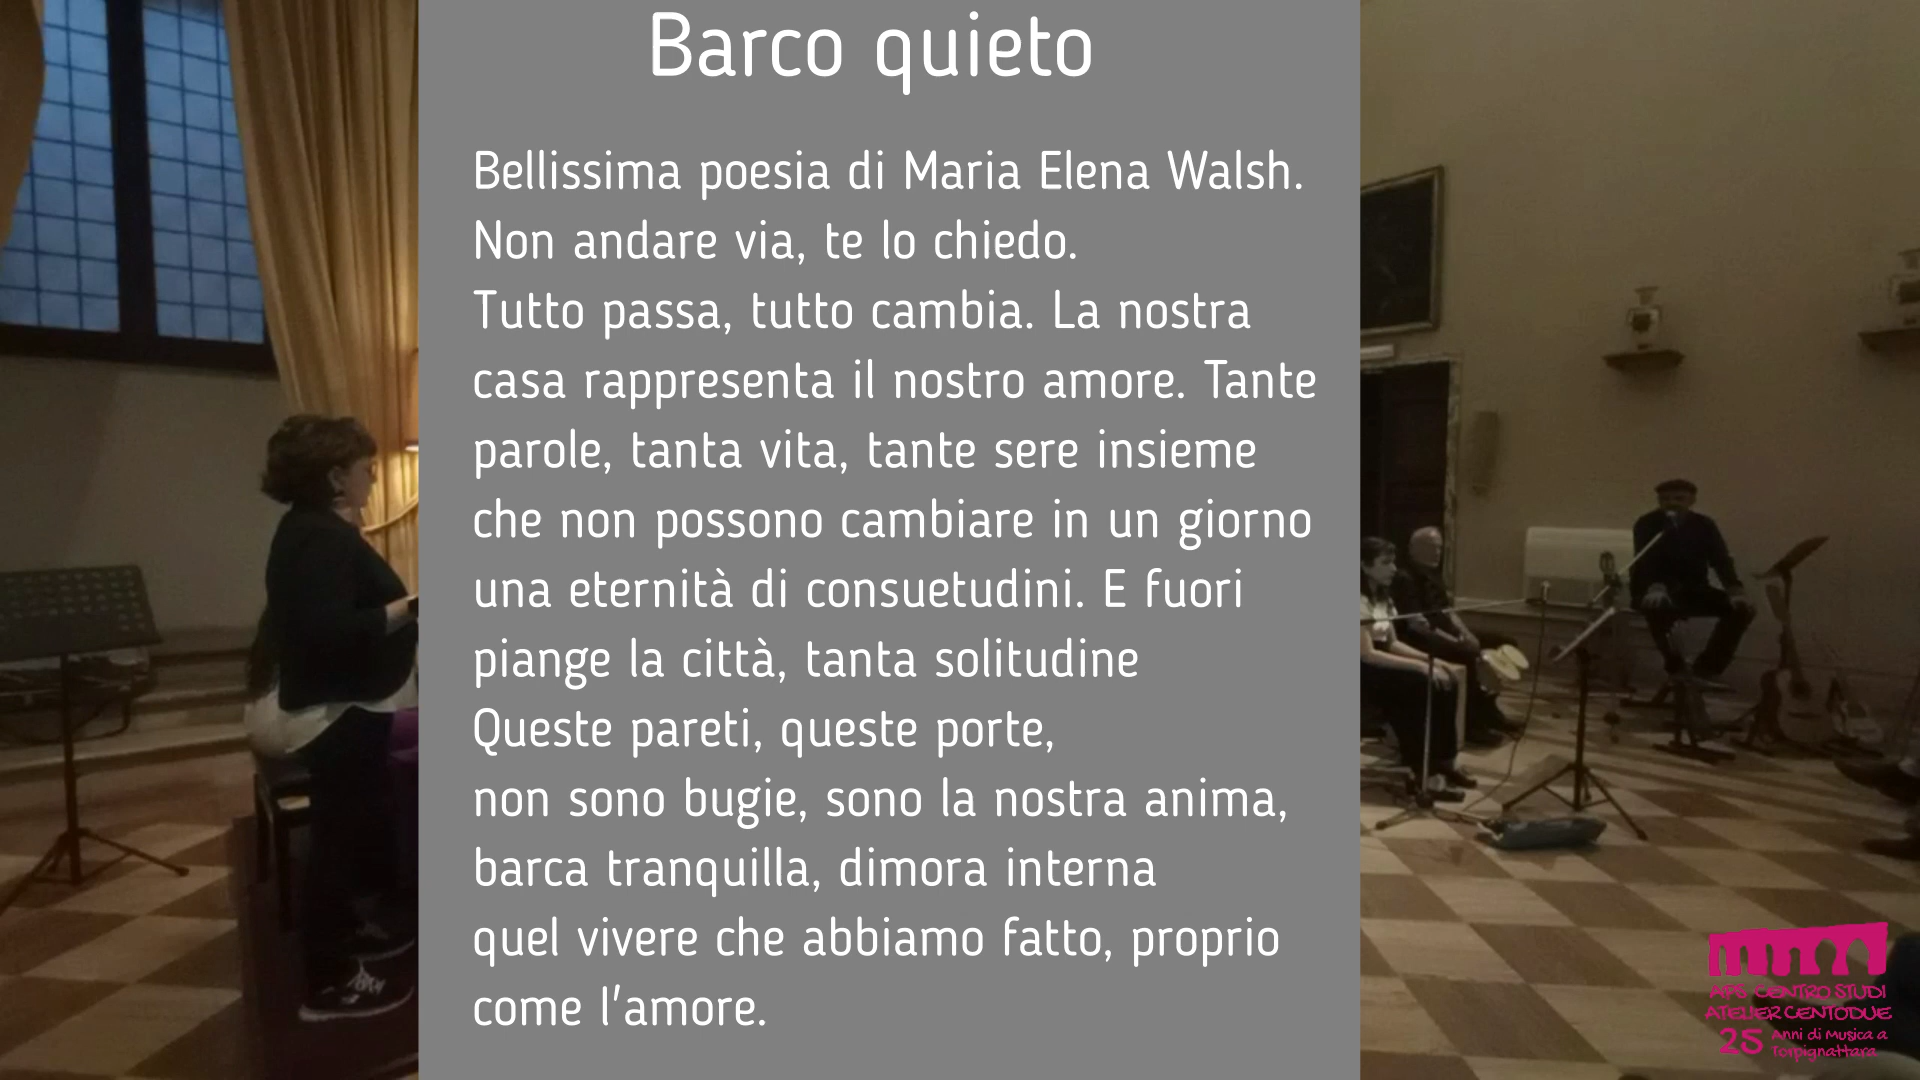 Barco quieto
Bellissima poesia di Maria Elena Walsh.
Non andare via, te lo chiedo.
Tutto passa, tutto cambia. La nostra
casa rappresenta il nostro amore. Tante
parole, tanta vita, tante sere insieme
che non possono cambiare in un giorno
una eternità di consuetudini. E fuori
piange la città, tanta solitudine
Queste pareti, queste porte,
non sono bugie, sono la nostra anima,
barca tranquilla, dimora interna
quel vivere che abbiamo fatto, proprio
come l'amore.
APS CENTRO STUDI
ATELIER CENTODUE
25 Anni di Musica a
Torpignattara